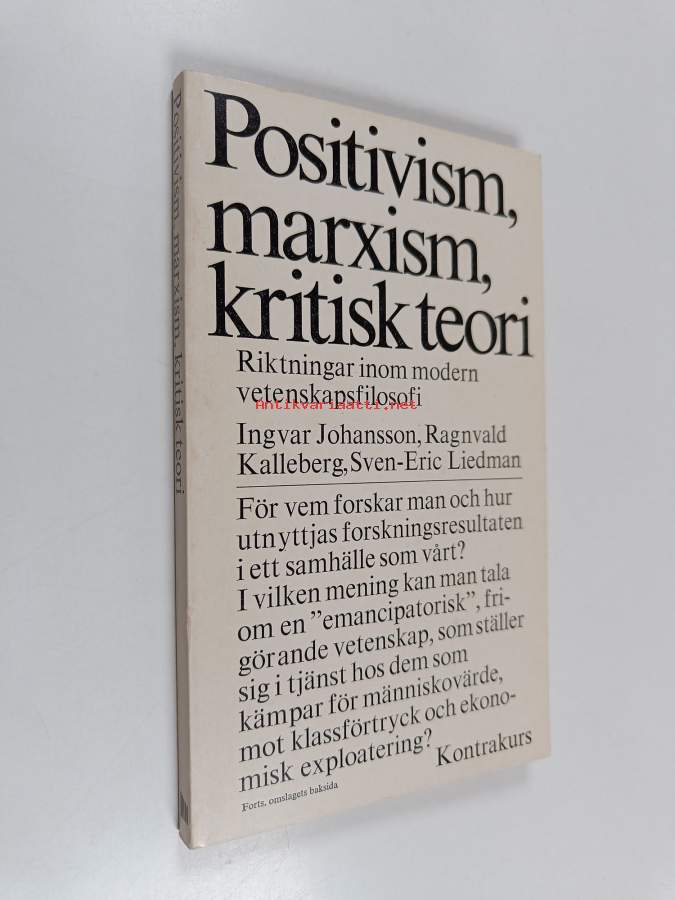 Positivism, marxism, kritisk teori
Positivism,
marxism,
kritisk teori
Riktningar inom modern
vetenskapsfilosofi
Antikvariaatti.net
Ingvar Johansson, Ragnvald
Kalleberg, Sven-Eric Liedman
För vem forskar man och hur
utnyttjas forskningsresultaten
i ett samhälle som vårt?
I vilken mening kan man tala
om en ”emancipatorisk”, fri-
görande vetenskap, som ställer
sig i tjänst hos dem som
kämpar för människovärde,
mot klassförtryck och ekono-
misk exploatering?
Kontrakurs
Forts. omslagets baksida